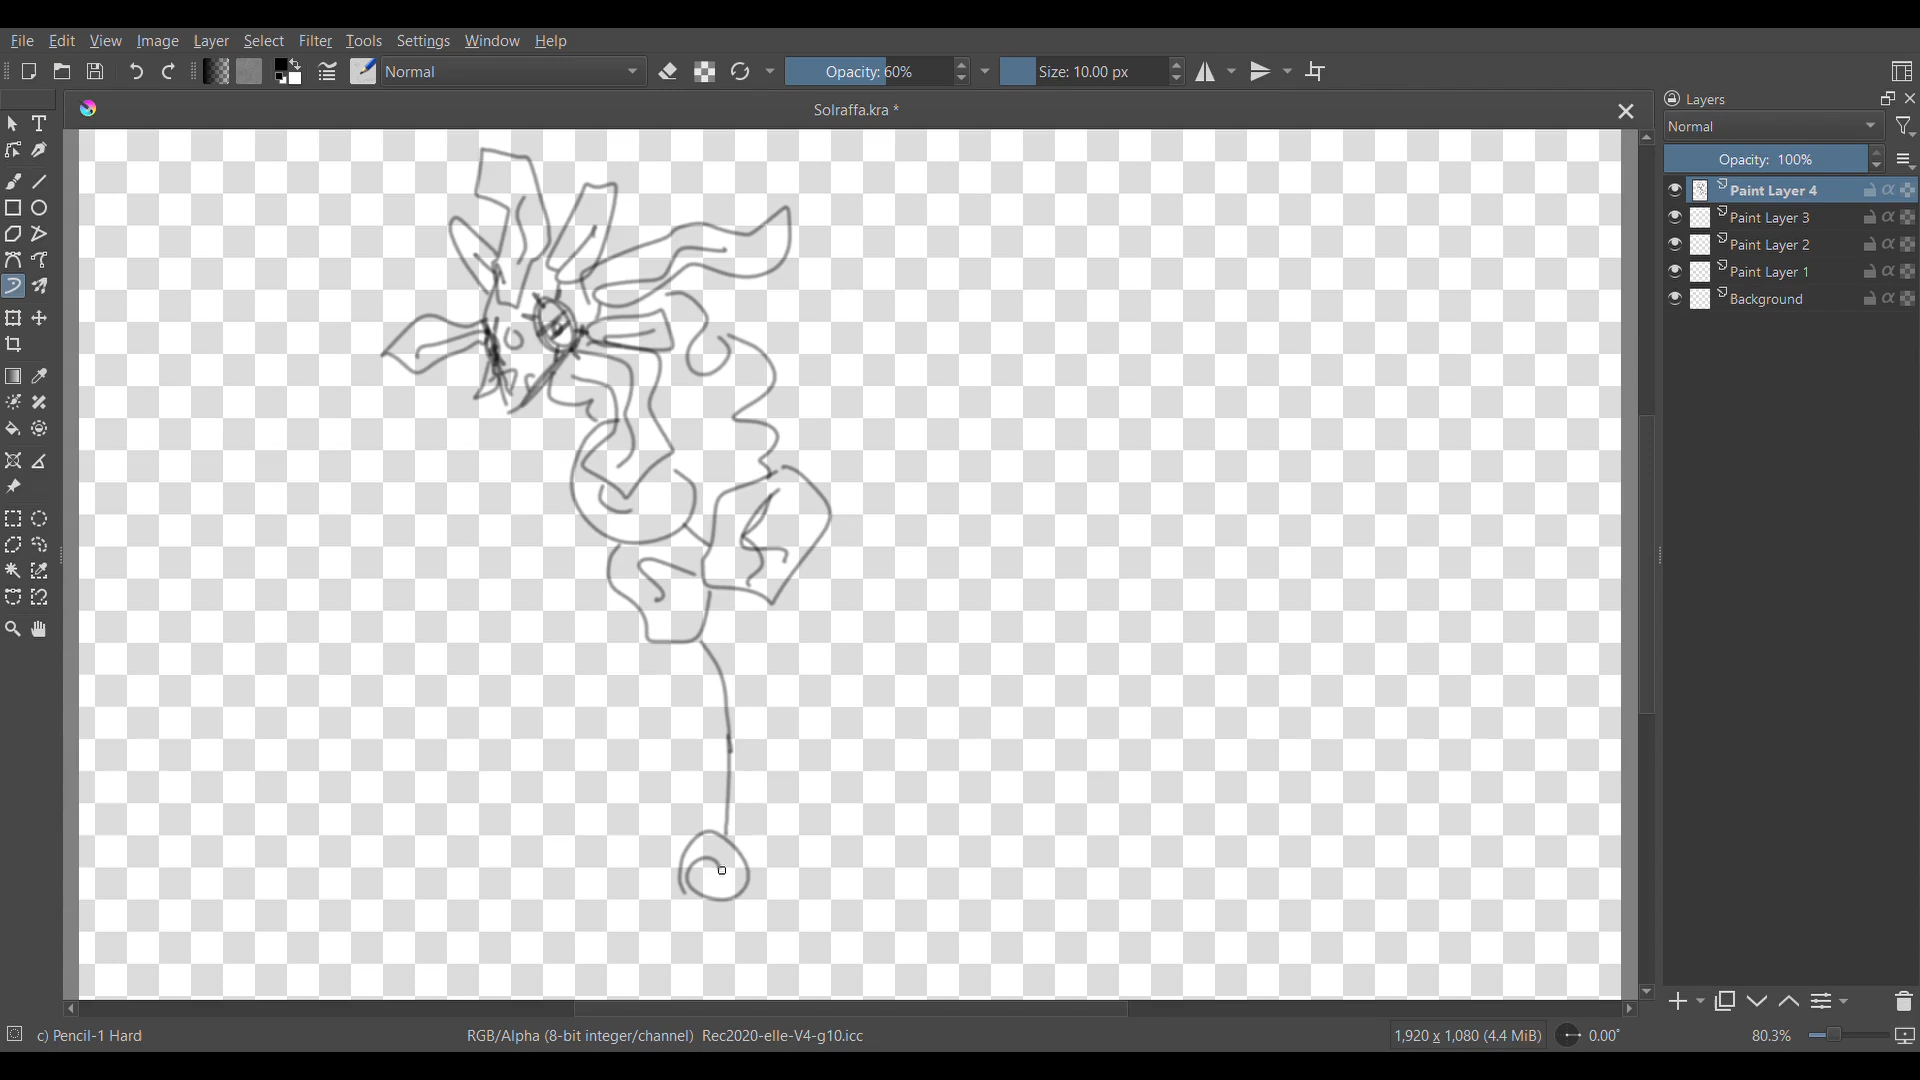 File Edit View Image Layer Select Filter Tools Settings Window Help
Normal Opacity: 60% Size: 10.00 px
Solraffa.kra *
Layers
Normal
Opacity: 100%
Paint Layer 4
Paint Layer 3
Paint Layer 2
Paint Layer 1
Background
c) Pencil-1 Hard RGB/Alpha (8-bit integer/channel) Rec2020-elle-V4-g10.icc 1,920 x 1,080 (4.4 MiB) 0.00° 80.3%